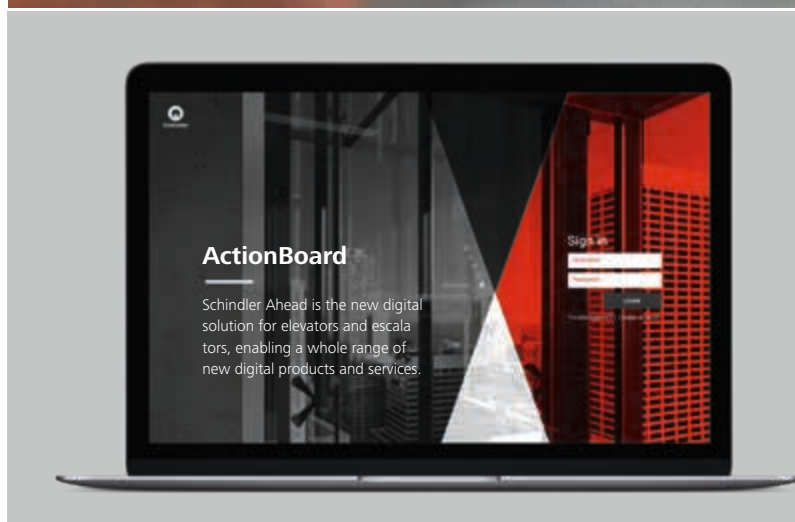 ActionBoard
Schindler Ahead is the new digital
solution for elevators and escala
tors, enabling a whole range of
new digital products and services.
Sign in